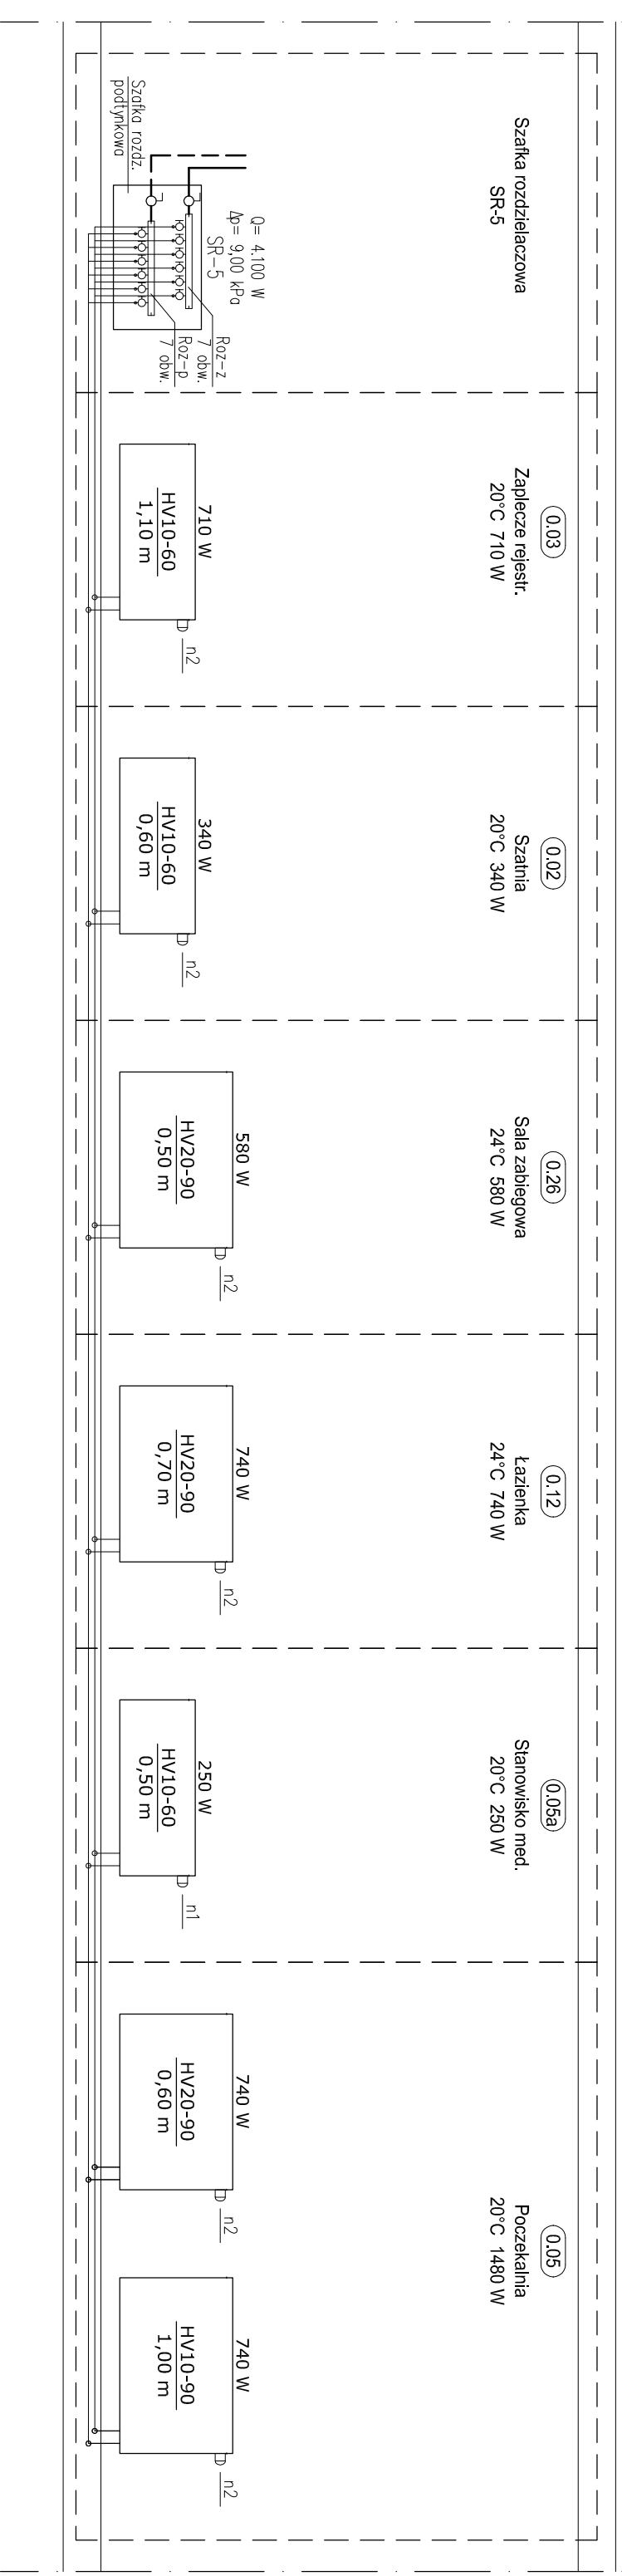 Szafka rozdzielaczowa
SR-5
Q= 4.100 W
Δp= 9,00 kPa
SR-5
Roz-z
7 obw.
Roz-p
7 obw.
Szafka rozdz.
podtynkowa
0.03
Zaplecze rejestr.
20°C 710 W
710 W
HV10-60
1,10 m
n2
0.02
Szatnia
20°C 340 W
340 W
HV10-60
0,60 m
n2
0.26
Sala zabiegowa
24°C 580 W
580 W
HV20-90
0,50 m
n2
0.12
Łazienka
24°C 740 W
740 W
HV20-90
0,70 m
n2
0.05a
Stanowisko med.
20°C 250 W
250 W
HV10-60
0,50 m
n1
0.05
Poczekalnia
20°C 1480 W
740 W
HV20-90
0,60 m
n2
740 W
HV10-90
1,00 m
n2